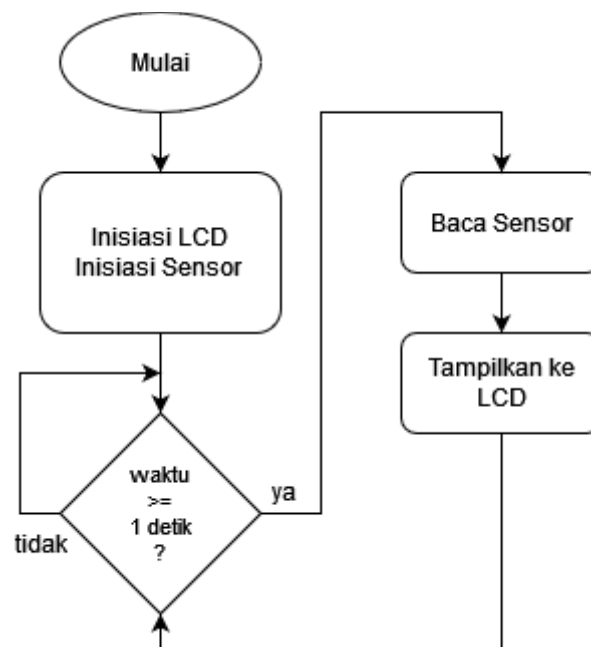 Mulai
Inisiasi LCD
Inisiasi Sensor
waktu
>=
1 detik
?
tidak
ya
Baca Sensor
Tampilkan ke
LCD